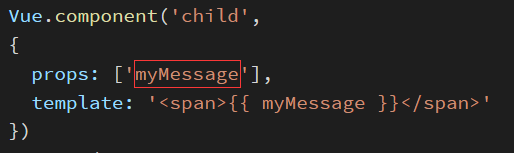 Vue.component('child',
{
  props: ['myMessage'],
  template: '<span>{{ myMessage }}</span>'
})